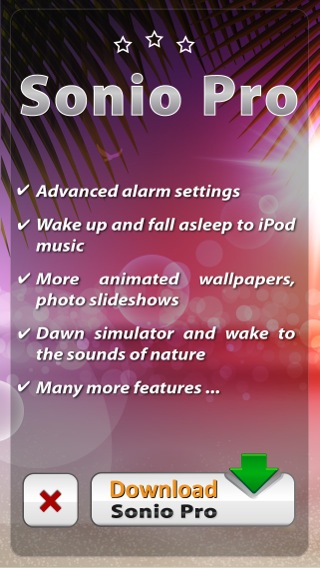 Sonio Pro
✔ Advanced alarm settings
✔ Wake up and fall asleep to iPod
music
✔ More animated wallpapers,
photo slideshows
✔ Dawn simulator and wake to
the sounds of nature
✔ Many more features ...
Download
Sonio Pro